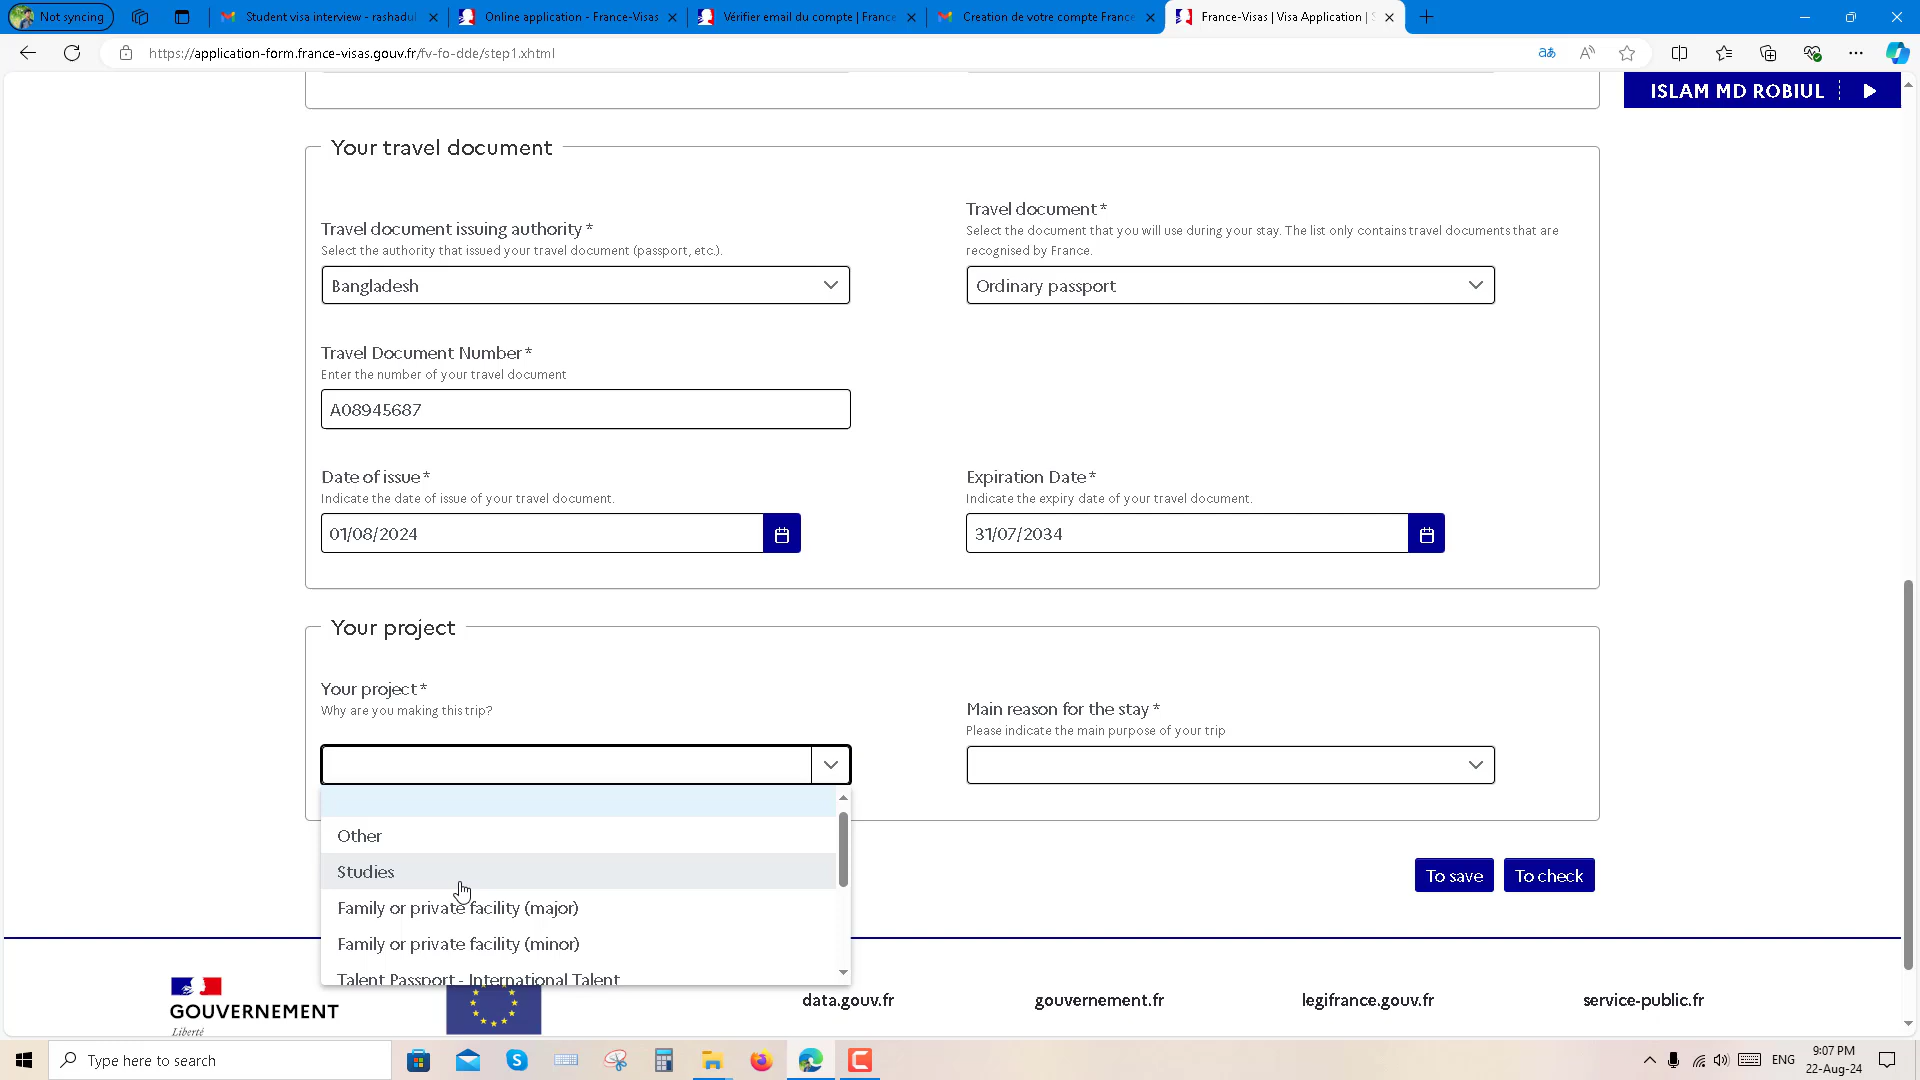 Not syncing
Student visa interview - rashadul
Online application - France-Visas
Vérifier email du compte | France
Creation de votre compte France
France-Visas | Visa Application |
https://application-form.france-visas.gouv.fr/fv-fo-dde/step1.xhtml
ISLAM MD ROBIUL
Your travel document
Travel document issuing authority *
Select the authority that issued your travel document (passport, etc.).
Bangladesh
Travel document *
Select the document that you will use during your stay. The list only contains travel documents that are
recognised by France.
Ordinary passport
Travel Document Number *
Enter the number of your travel document
A08945687
Date of issue *
Indicate the date of issue of your travel document.
01/08/2024
Expiration Date *
Indicate the expiry date of your travel document.
31/07/2034
Your project
Your project *
Why are you making this trip?
Main reason for the stay *
Please indicate the main purpose of your trip
Other
Studies
Family or private facility (major)
Family or private facility (minor)
Talent Passport - International Talent
To save
To check
GOUVERNEMENT
Liberté
data.gouv.fr
gouvernement.fr
legifrance.gouv.fr
service-public.fr
Type here to search
ENG
9:07 PM
22-Aug-24